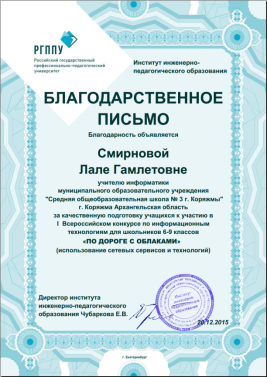 РГППУ
Российский государственный
профессионально-педагогический
университет
Институт инженерно-
педагогического образования
БЛАГОДАРСТВЕННОЕ
ПИСЬМО
Благодарность объявляется
Смирновой
Лале Гамлетовне
учителю информатики
муниципального образовательного учреждения
"Средняя общеобразовательная школа № 3 г. Коряжмы"
г. Коряжма Архангельская область
за качественную подготовку учащихся к участию в
I Всероссийском конкурсе по информационным
технологиям для школьников 6-9 классов
«ПО ДОРОГЕ С ОБЛАКАМИ»
(использование сетевых сервисов и технологий)
Директор института
инженерно-педагогического
образования Чубаркова Е.В.
20.12.2015
г. Екатеринбург